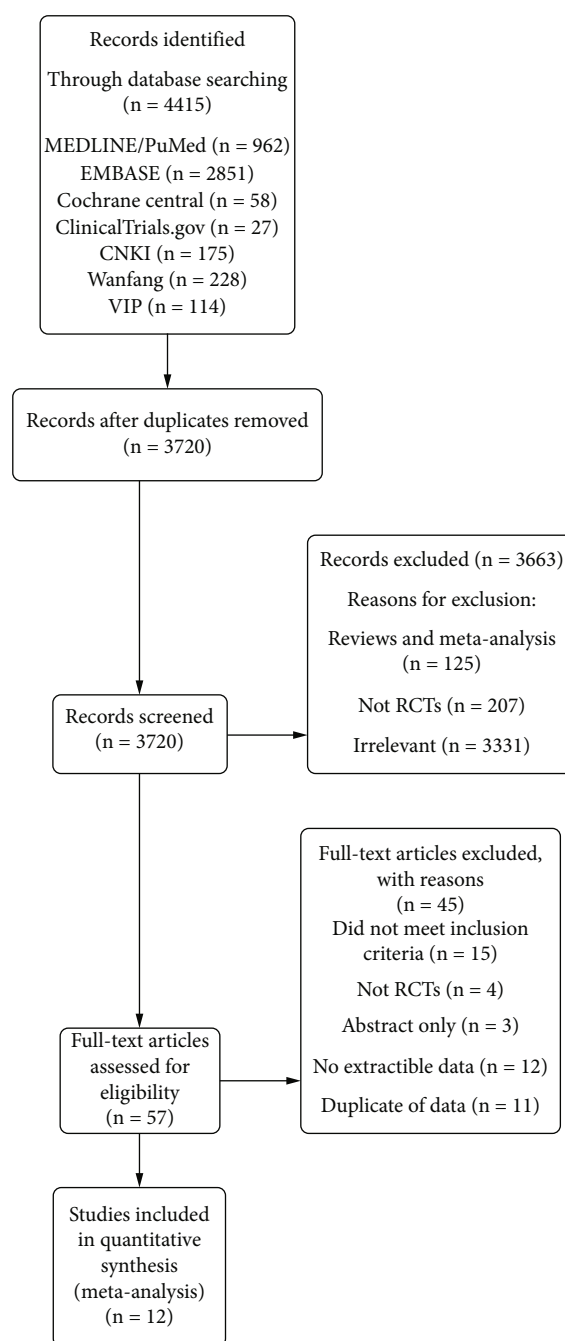 Records identified
Through database searching
(n = 4415)
MEDLINE/PuMed (n = 962)
EMBASE (n = 2851)
Cochrane central (n = 58)
ClinicalTrials.gov (n = 27)
CNKI (n = 175)
Wanfang (n = 228)
VIP (n = 114)
Records after duplicates removed
(n = 3720)
Records excluded (n = 3663)
Reasons for exclusion:
Reviews and meta-analysis
(n = 125)
Not RCTs (n = 207)
Irrelevant (n = 3331)
Records screened
(n = 3720)
Full-text articles excluded,
with reasons
(n = 45)
Did not meet inclusion
criteria (n = 15)
Not RCTs (n = 4)
Abstract only (n = 3)
No extractible data (n = 12)
Duplicate of data (n = 11)
Full-text articles
assessed for
eligibility
(n = 57)
Studies included
in quantitative
synthesis
(meta-analysis)
(n = 12)